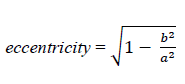 eccentricity = √(1 − b²/a²)